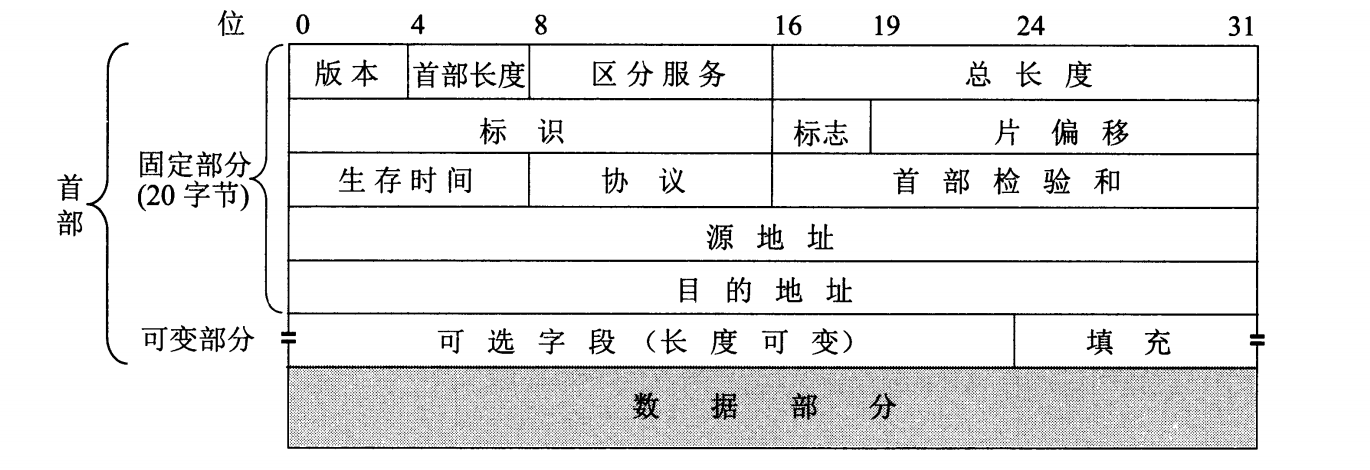 位 0 4 8 16 19 24 31
版本 首部长度 区分服务 总长度
标识 标志 片偏移
固定部分
(20 字节)
生存时间 协议 首部检验和
首部
源地址
目的地址
可变部分 可选字段（长度可变） 填充
数据部分